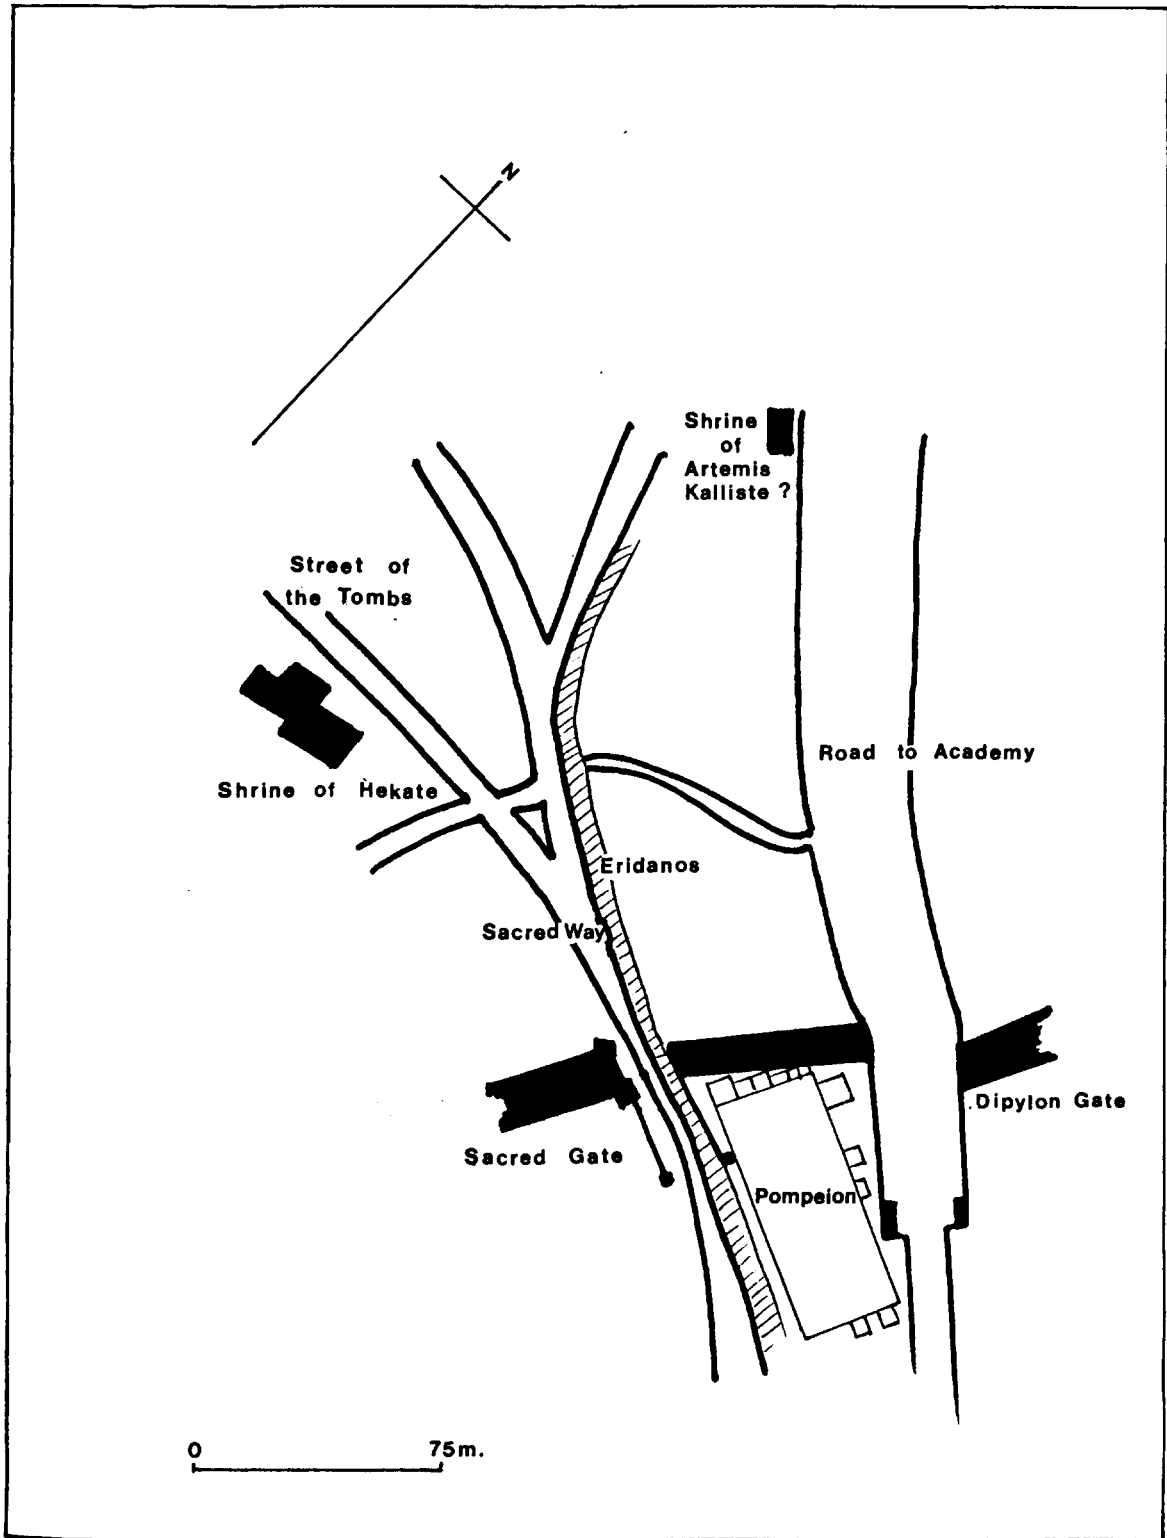 N
Shrine
of
Artemis
Kalliste ?
Street of
the Tombs
Road to Academy
Shrine of Hekate
Eridanos
Sacred Way
Dipylon Gate
Sacred Gate
Pompeion
0 75m.